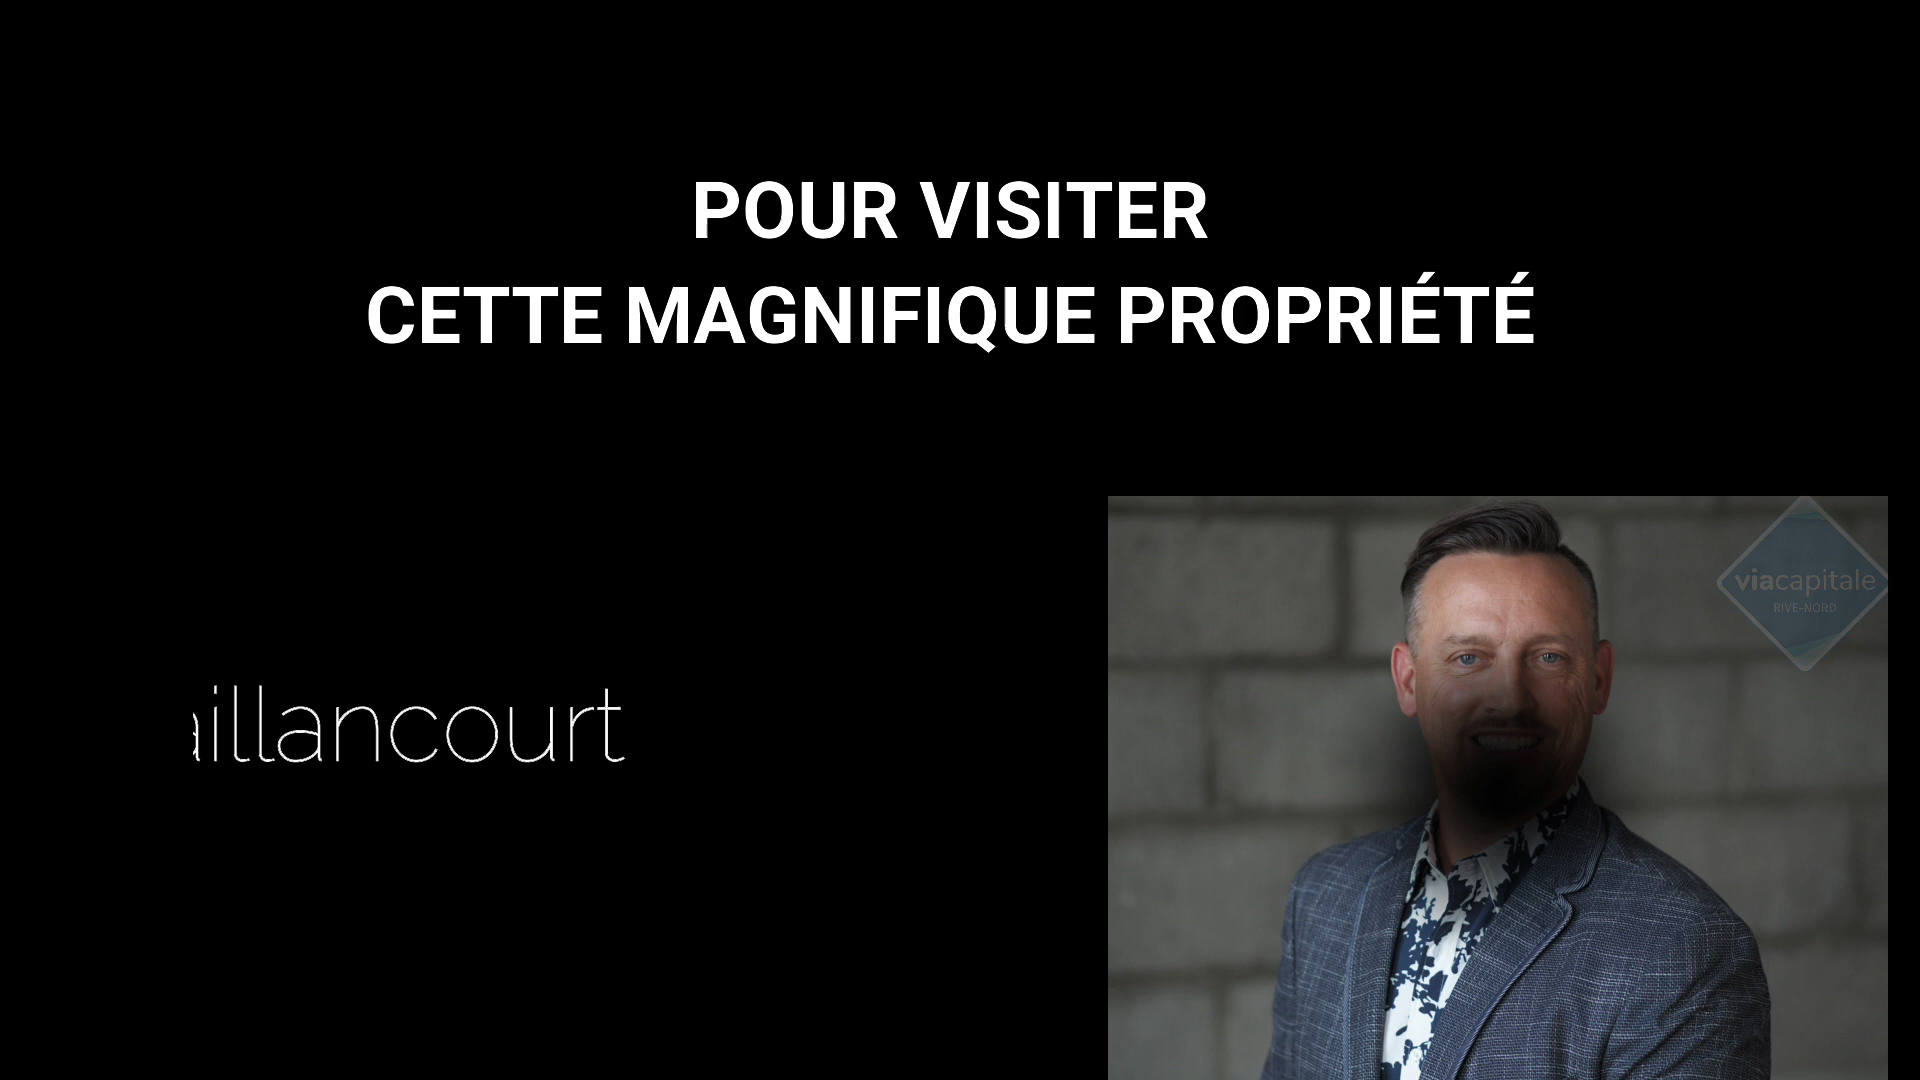 POUR VISITER
CETTE MAGNIFIQUE PROPRIÉTÉ
viacapitale
RIVE-NORD
aillancourt